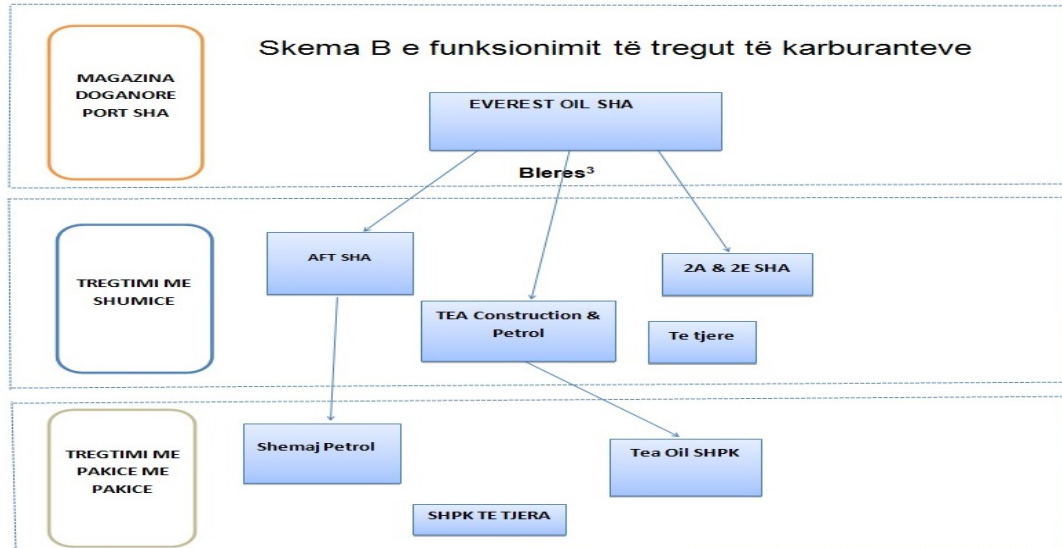 Skema B e funksionimit të tregut të karburanteve
MAGAZINA
DOGANORE
PORT SHA
EVEREST OIL SHA
Bleres³
TREGTIMI ME
SHUMICE
AFT SHA
2A & 2E SHA
TEA Construction &
Petrol
Te tjere
TREGTIMI ME
PAKICE ME
PAKICE
Shemaj Petrol
Tea Oil SHPK
SHPK TE TJERA